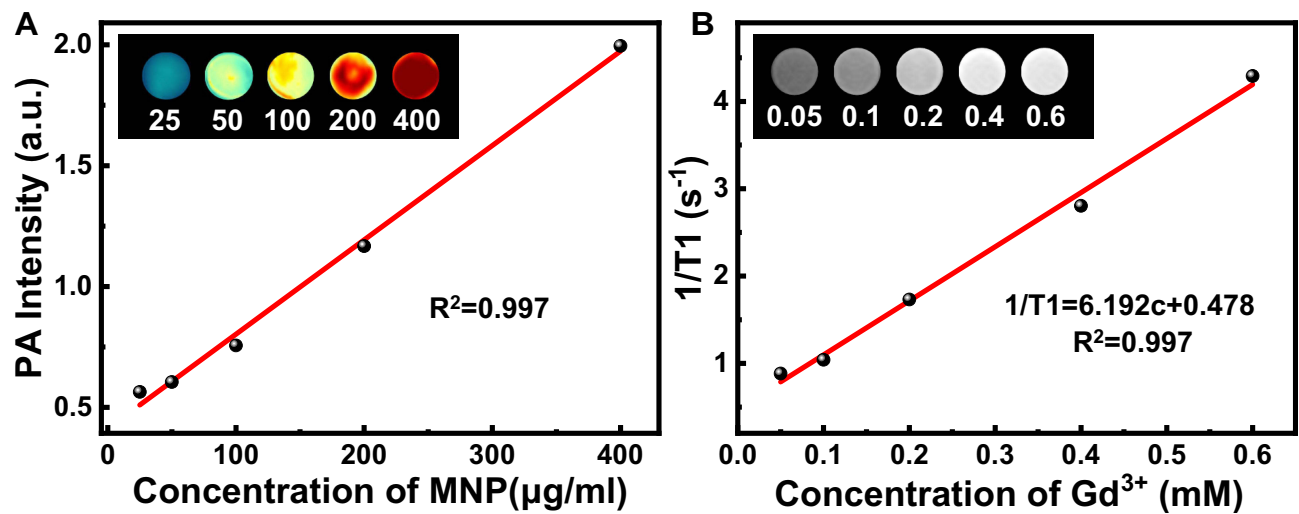 A
PA Intensity (a.u.)
2.0
1.5
1.0
0.5
25 50 100 200 400
R²=0.997
0 100 200 300 400
Concentration of MNP(μg/ml)
B
1/T1 (s⁻¹)
4
3
2
1
0.05 0.1 0.2 0.4 0.6
1/T1=6.192c+0.478
R²=0.997
0.0 0.1 0.2 0.3 0.4 0.5 0.6
Concentration of Gd³⁺ (mM)